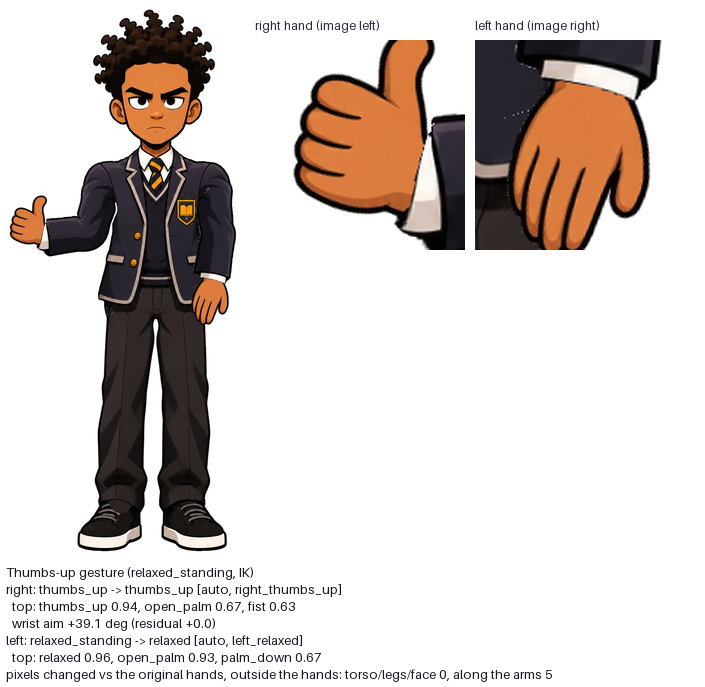 right hand (image left)
left hand (image right)
Thumbs-up gesture (relaxed_standing, IK)
right: thumbs_up -> thumbs_up [auto, right_thumbs_up]
top: thumbs_up 0.94, open_palm 0.67, fist 0.63
wrist aim +39.1 deg (residual +0.0)
left: relaxed_standing -> relaxed [auto, left_relaxed]
top: relaxed 0.96, open_palm 0.93, palm_down 0.67
pixels changed vs the original hands, outside the hands: torso/legs/face 0, along the arms 5